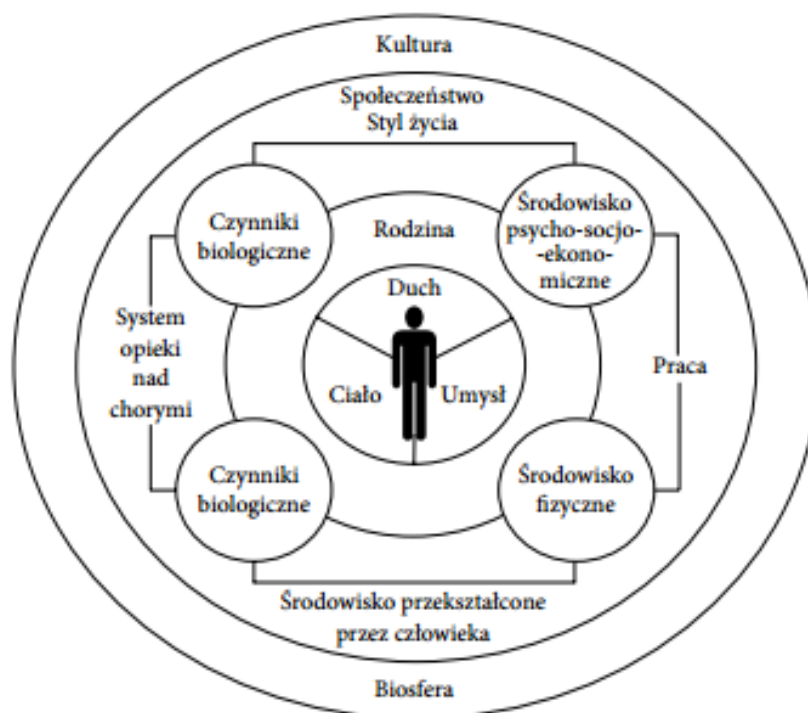 Kultura
Społeczeństwo
Styl życia
Czynniki
biologiczne
Rodzina
Środowisko
psycho-socjo-
-ekono-
miczne
Duch
System
opieki
nad
chorymi
Ciało
Umysł
Praca
Czynniki
biologiczne
Środowisko
fizyczne
Środowisko przekształcone
przez człowieka
Biosfera